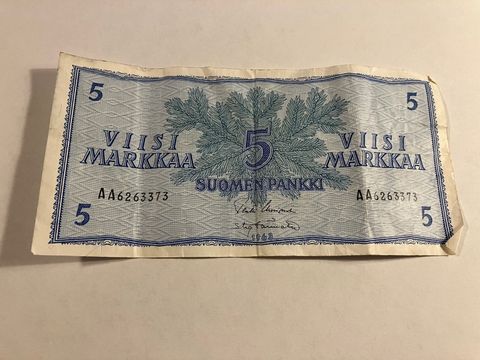 5 5
VIISI 5 VIISI
MARKKAA MARKKAA
SUOMEN PANKKI
AA6263373 AA6263373
5 5